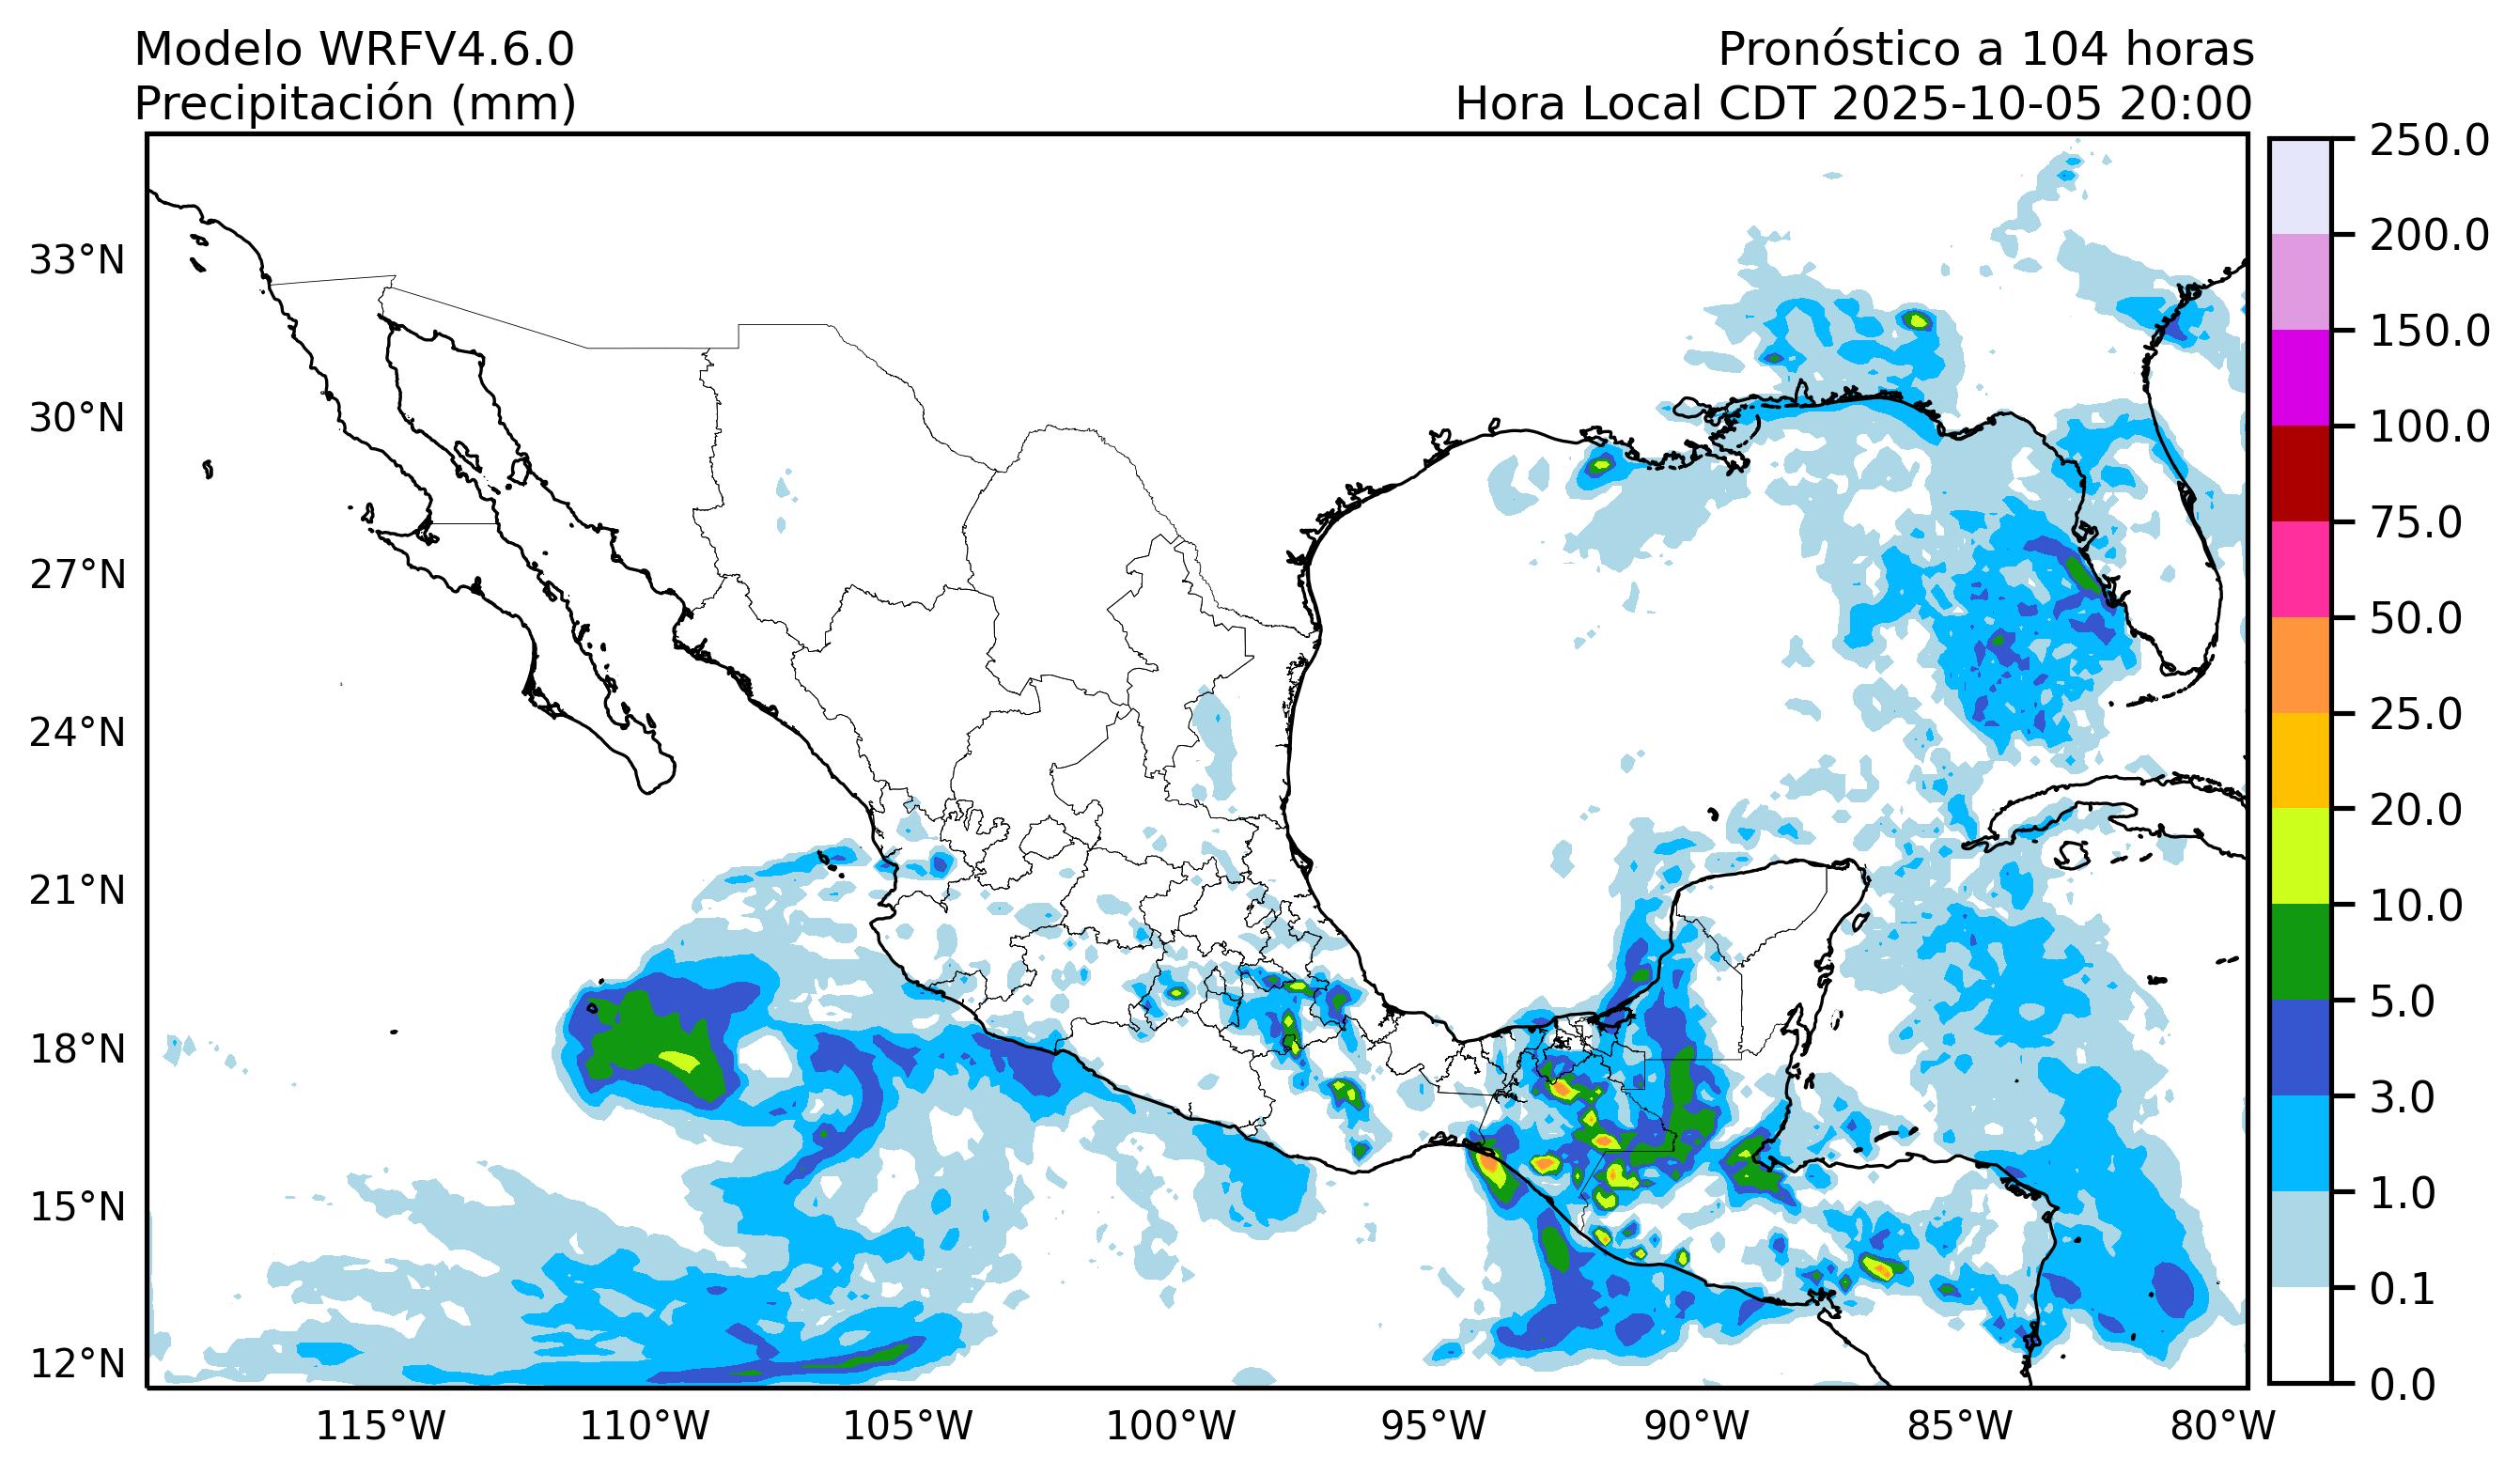 Modelo WRFV4.6.0
Precipitación (mm)
Pronóstico a 104 horas
Hora Local CDT 2025-10-05 20:00
250.0
200.0
150.0
100.0
75.0
50.0
25.0
20.0
10.0
5.0
3.0
1.0
0.1
0.0
33°N
30°N
27°N
24°N
21°N
18°N
15°N
12°N
115°W
110°W
105°W
100°W
95°W
90°W
85°W
80°W